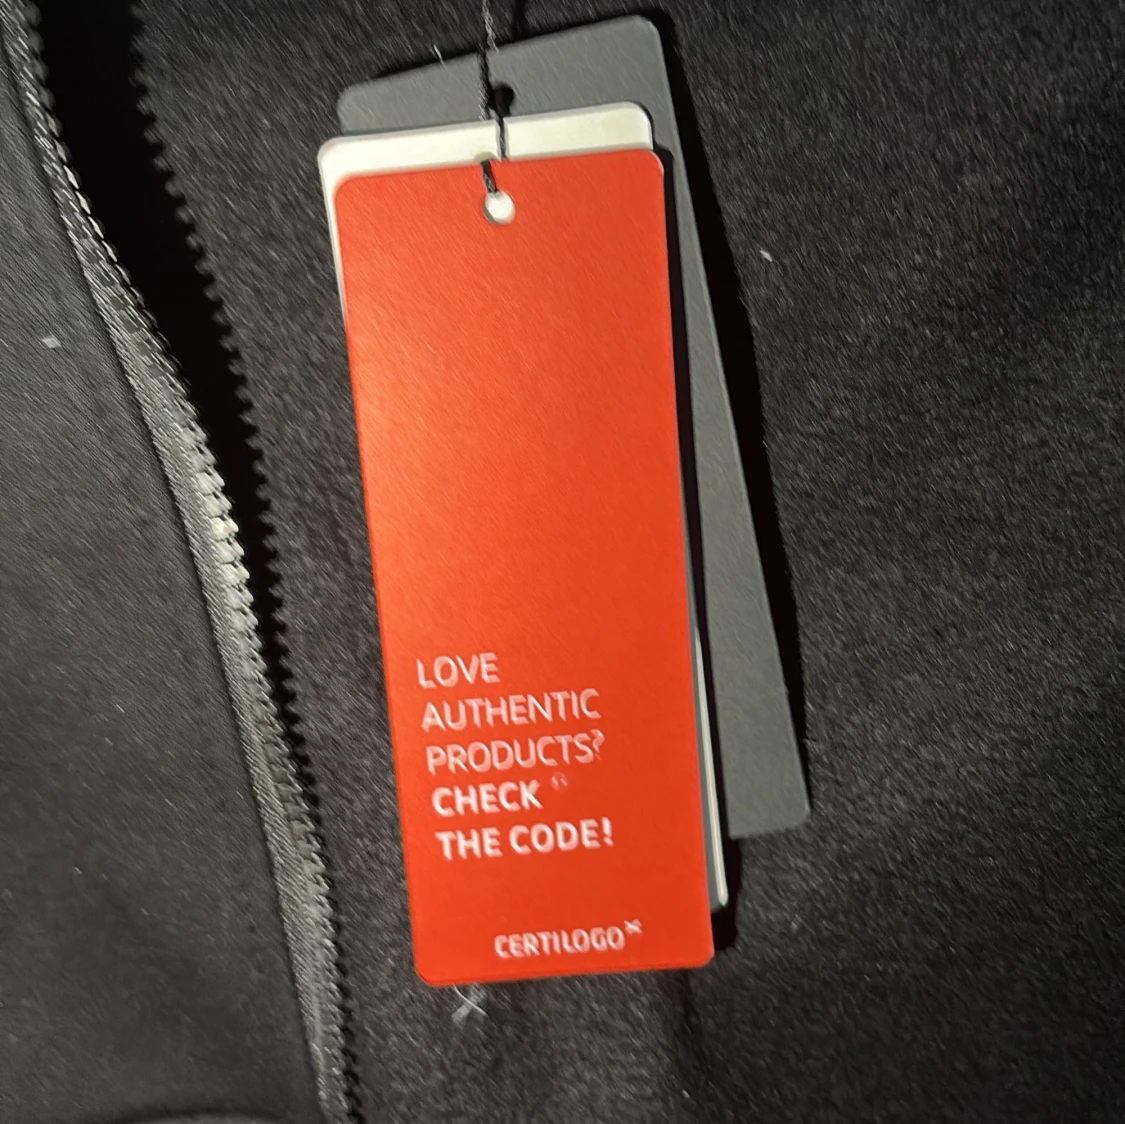 LOVE
AUTHENTIC
PRODUCTS?
CHECK
THE CODE!
CERTILOGO